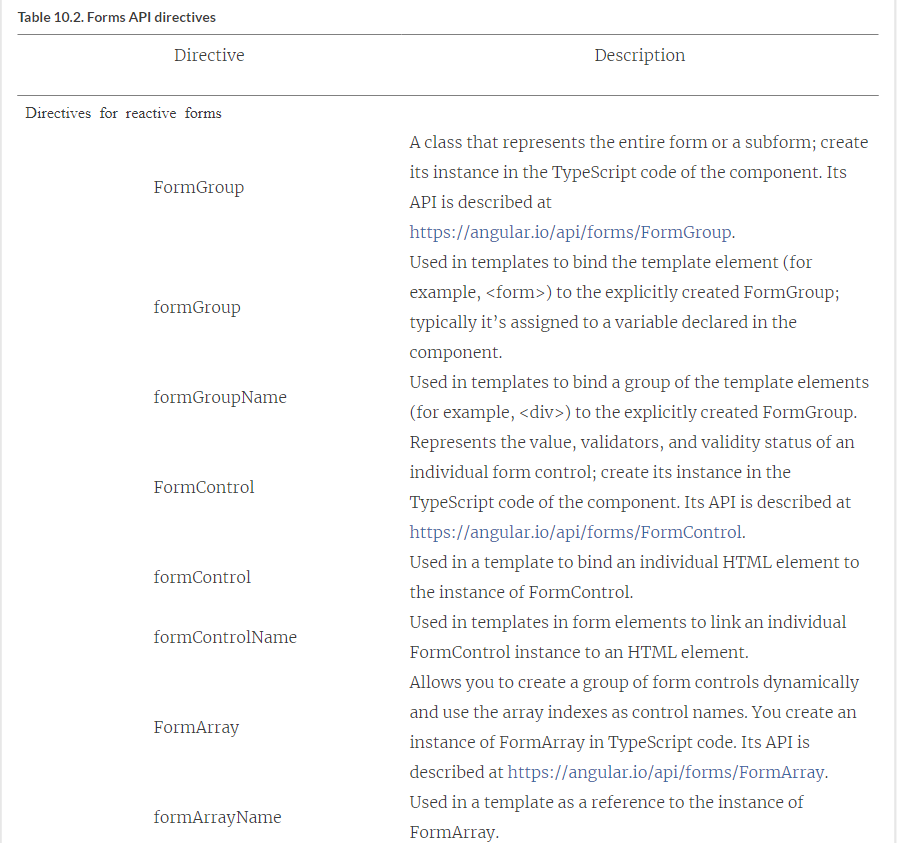 Table 10.2. Forms API directives
Directive Description
Directives for reactive forms
FormGroup
A class that represents the entire form or a subform; create
its instance in the TypeScript code of the component. Its
API is described at
https://angular.io/api/forms/FormGroup.
formGroup
Used in templates to bind the template element (for
example, <form>) to the explicitly created FormGroup;
typically it’s assigned to a variable declared in the
component.
formGroupName
Used in templates to bind a group of the template elements
(for example, <div>) to the explicitly created FormGroup.
FormControl
Represents the value, validators, and validity status of an
individual form control; create its instance in the
TypeScript code of the component. Its API is described at
https://angular.io/api/forms/FormControl.
formControl
Used in a template to bind an individual HTML element to
the instance of FormControl.
formControlName
Used in templates in form elements to link an individual
FormControl instance to an HTML element.
FormArray
Allows you to create a group of form controls dynamically
and use the array indexes as control names. You create an
instance of FormArray in TypeScript code. Its API is
described at https://angular.io/api/forms/FormArray.
formArrayName
Used in a template as a reference to the instance of
FormArray.